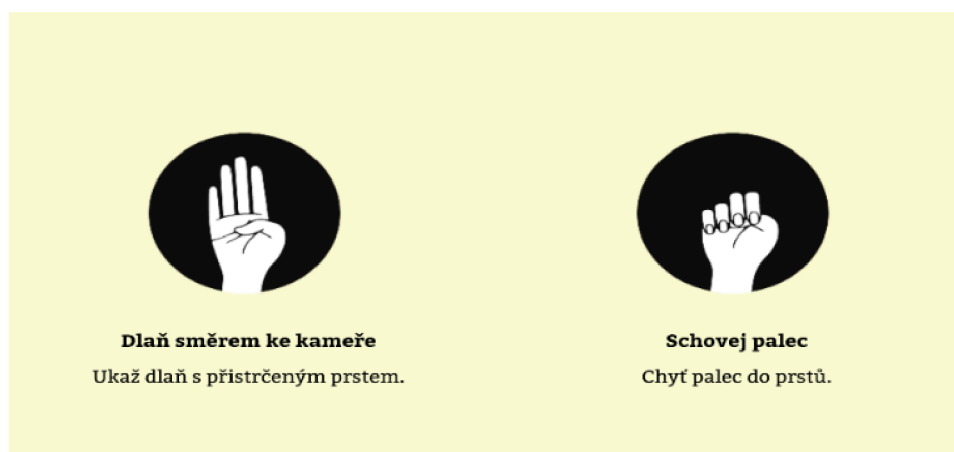 Dlaň směrem ke kameře
Ukaž dlaň s přistrčeným prstem.
Schovej palec
Chyť palec do prstů.